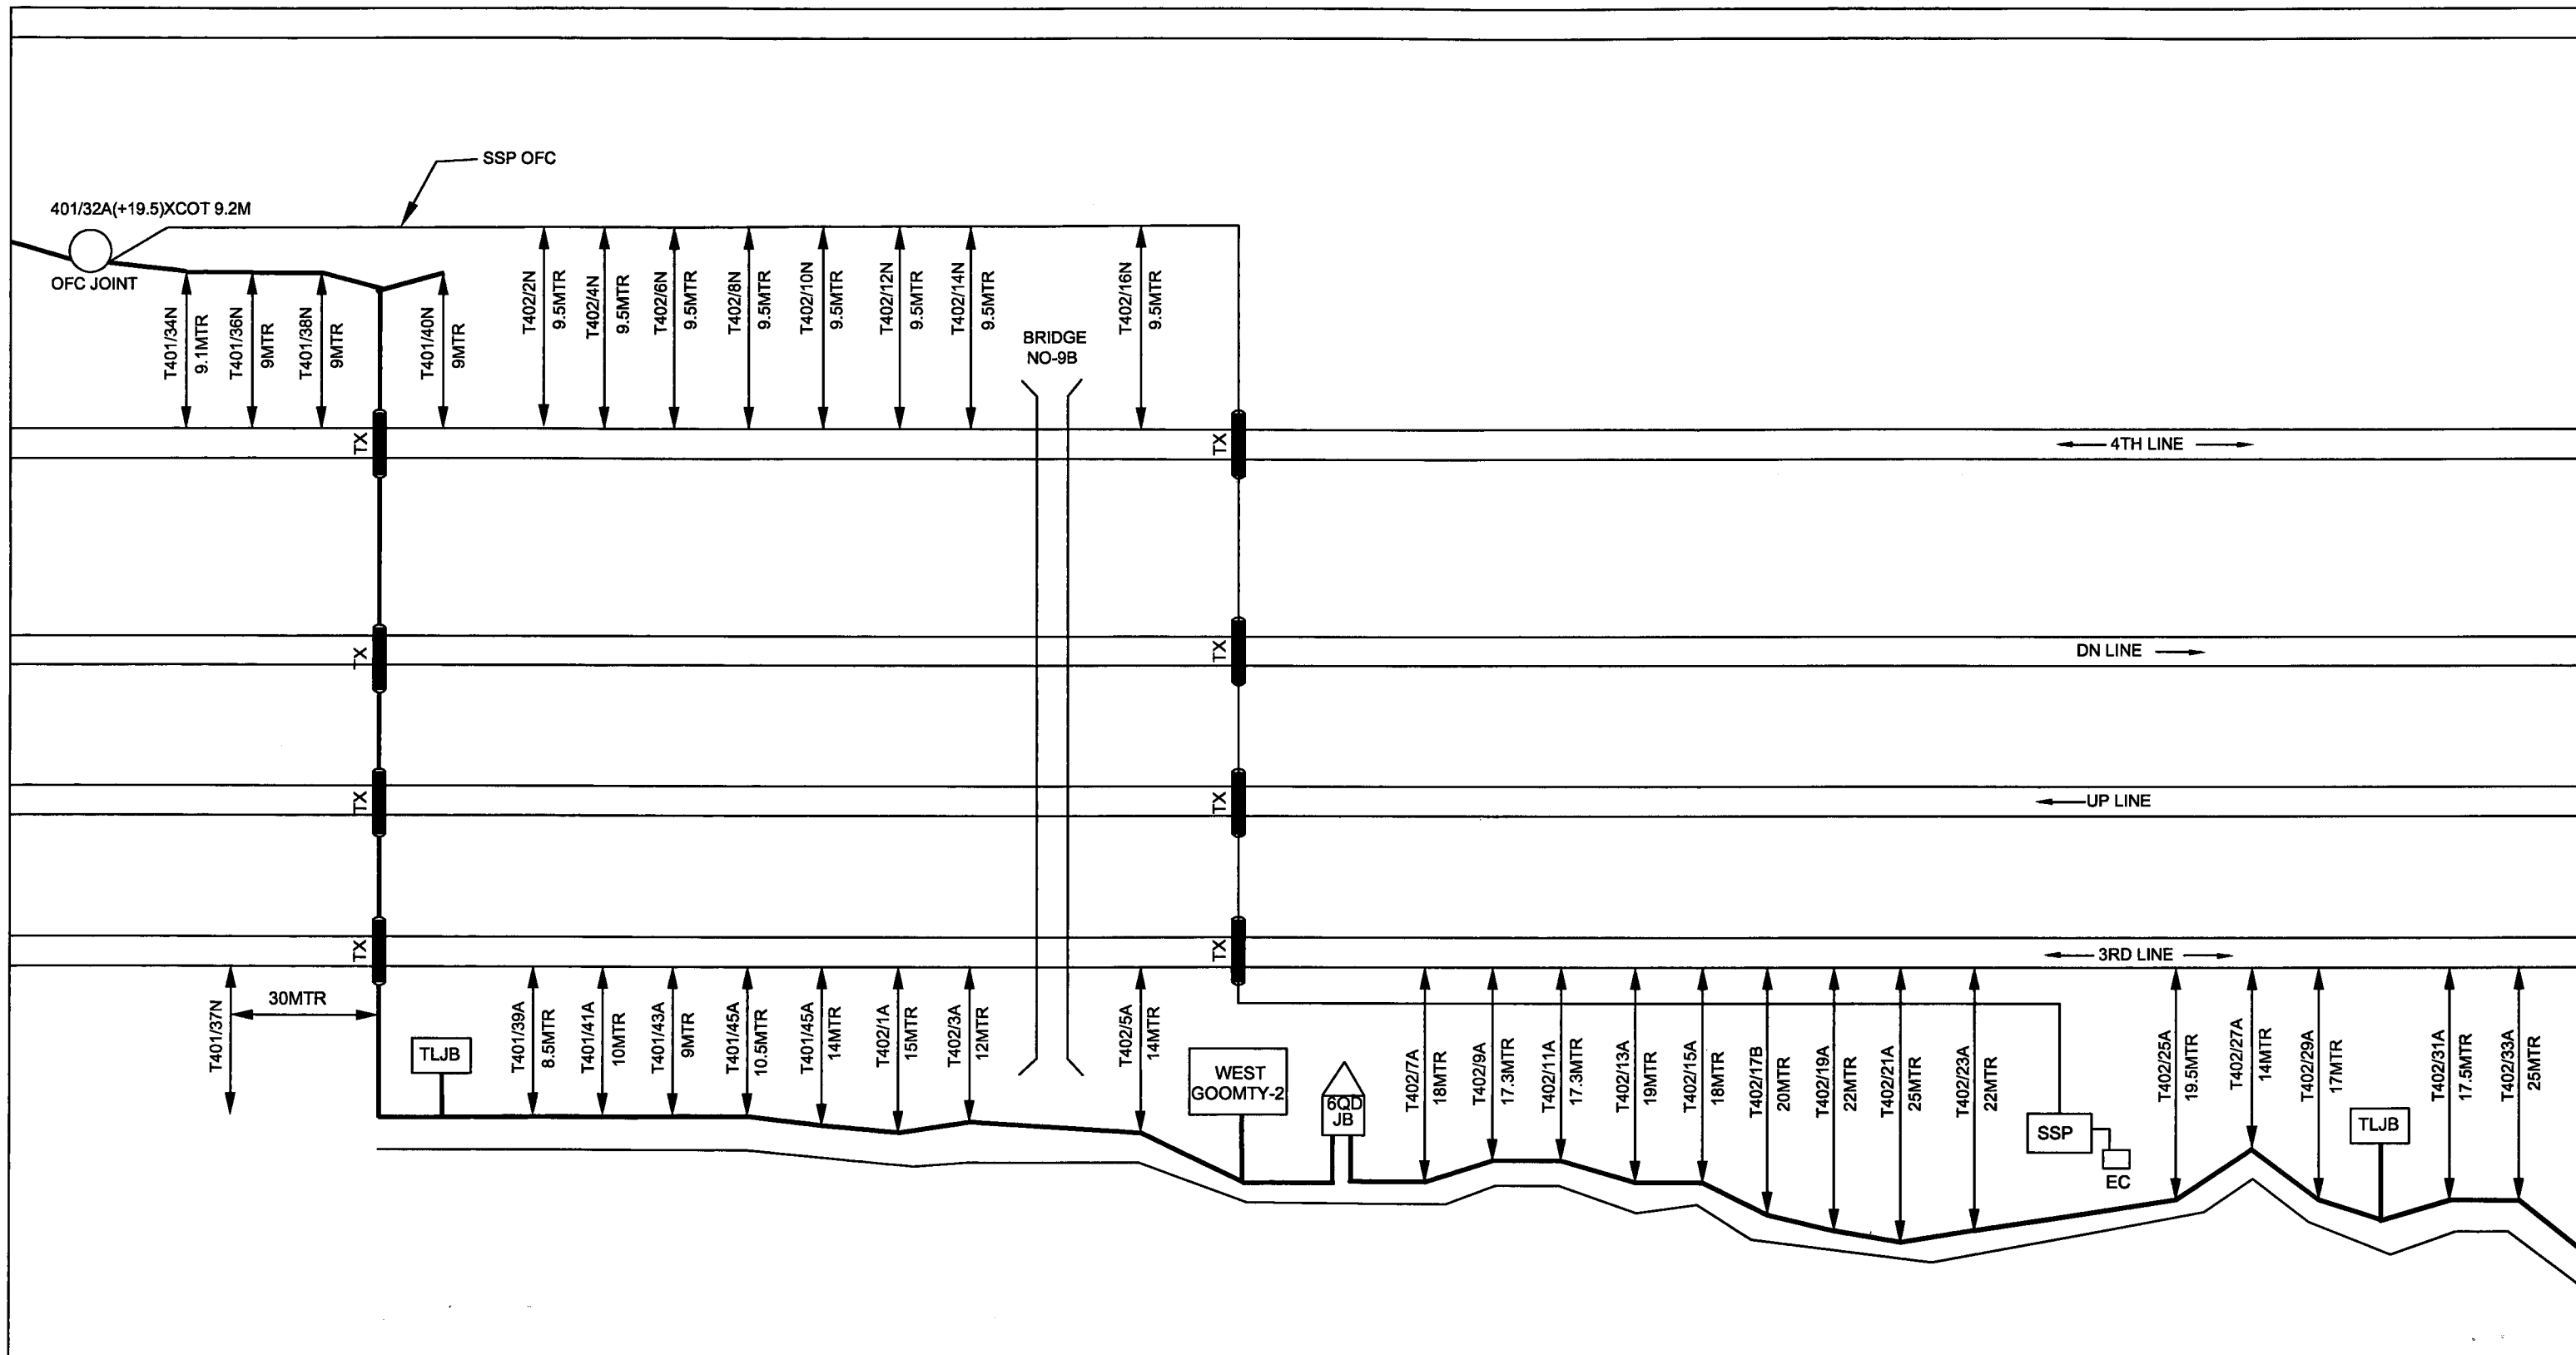 SSP OFC
401/32A(+19.5)XCOT 9.2M
OFC JOINT
T401/34N
9.1MTR
T401/36N
9MTR
T401/38N
9MTR
T401/40N
9MTR
T402/2N
9.5MTR
T402/4N
9.5MTR
T402/6N
9.5MTR
T402/8N
9.5MTR
T402/10N
9.5MTR
T402/12N
9.5MTR
T402/14N
9.5MTR
BRIDGE
NO-9B
T402/16N
9.5MTR
TX
TX
4TH LINE
TX
TX
DN LINE
TX
TX
UP LINE
TX
TX
3RD LINE
T401/37N
30MTR
TLJB
T401/39A
8.5MTR
T401/41A
10MTR
T401/43A
9MTR
T401/45A
10.5MTR
T401/45A
14MTR
T402/1A
15MTR
T402/3A
12MTR
T402/5A
14MTR
WEST
GOOMTY-2
6QD
JB
T402/7A
18MTR
T402/9A
17.3MTR
T402/11A
17.3MTR
T402/13A
19MTR
T402/15A
18MTR
T402/17B
20MTR
T402/19A
22MTR
T402/21A
25MTR
T402/23A
22MTR
SSP
EC
T402/25A
19.5MTR
T402/27A
14MTR
T402/29A
17MTR
TLJB
T402/31A
17.5MTR
T402/33A
25MTR